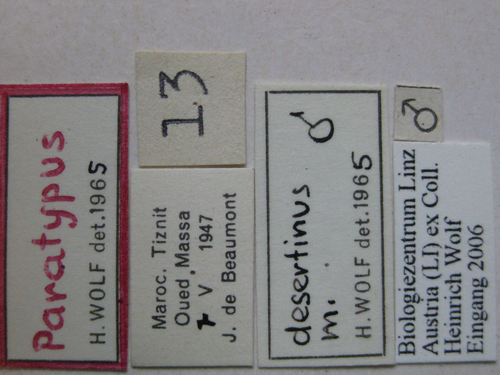 Paratypus
H. WOLF det. 1965
13
Maroc. Tiznit
Oued, Massa
7 V 1947
J. de Beaumont
desertinus ♂
m.
H. WOLF det. 1965
♂
Biologiezentrum Linz
Austria (LI) ex Coll.
Heinrich Wolf
Eingang 2006